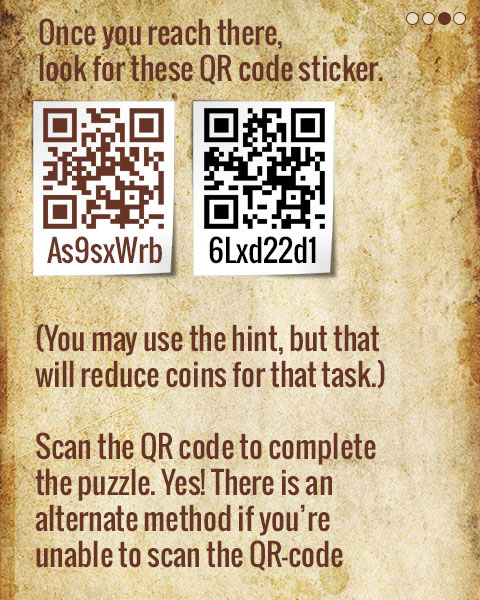 Once you reach there,
look for these QR code sticker.
As9sxWrb
6Lxd22d1
(You may use the hint, but that
will reduce coins for that task.)
Scan the QR code to complete
the puzzle. Yes! There is an
alternate method if you're
unable to scan the QR-code